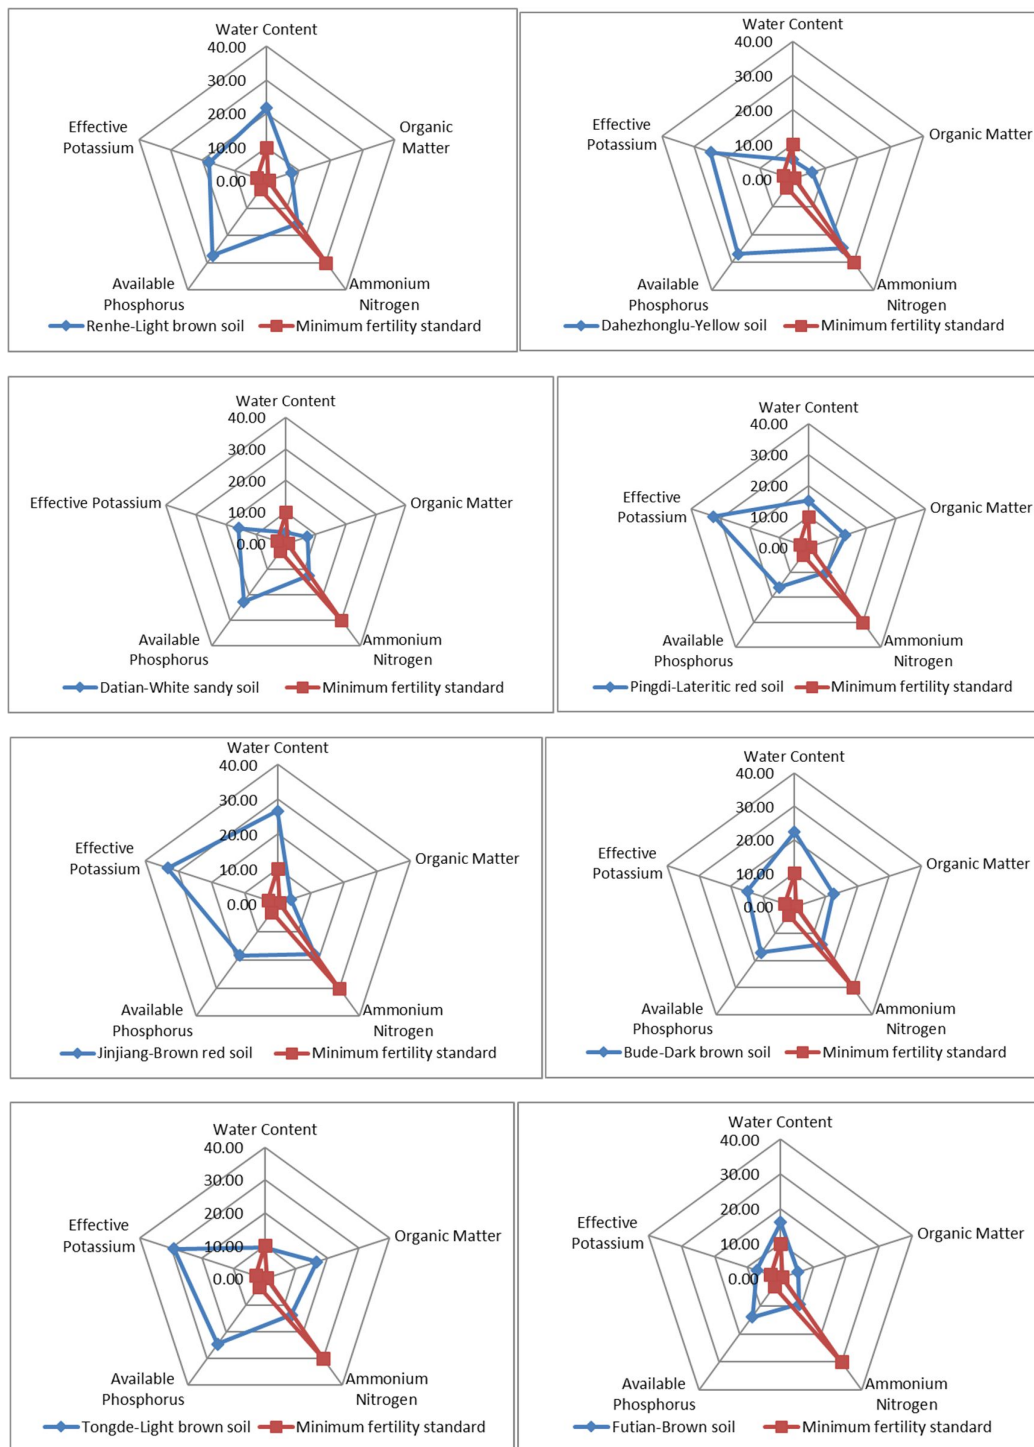 Water Content
40.00
30.00
20.00
10.00
0.00
Effective
Potassium
Organic
Matter
Available
Phosphorus
Ammonium
Nitrogen
Renhe-Light brown soil
Minimum fertility standard
Water Content
40.00
30.00
20.00
10.00
0.00
Effective
Potassium
Organic Matter
Available
Phosphorus
Ammonium
Nitrogen
Dahezhonglu-Yellow soil
Minimum fertility standard
Water Content
40.00
30.00
20.00
10.00
0.00
Effective Potassium
Organic Matter
Available
Phosphorus
Ammonium
Nitrogen
Datian-White sandy soil
Minimum fertility standard
Water Content
40.00
30.00
20.00
10.00
0.00
Effective
Potassium
Organic Matter
Available
Phosphorus
Ammonium
Nitrogen
Pingdi-Lateritic red soil
Minimum fertility standard
Water Content
40.00
30.00
20.00
10.00
0.00
Effective
Potassium
Organic Matter
Available
Phosphorus
Ammonium
Nitrogen
Jinjiang-Brown red soil
Minimum fertility standard
Water Content
40.00
30.00
20.00
10.00
0.00
Effective
Potassium
Organic Matter
Available
Phosphorus
Ammonium
Nitrogen
Bude-Dark brown soil
Minimum fertility standard
Water Content
40.00
30.00
20.00
10.00
0.00
Effective
Potassium
Organic Matter
Available
Phosphorus
Ammonium
Nitrogen
Tongde-Light brown soil
Minimum fertility standard
Water Content
40.00
30.00
20.00
10.00
0.00
Effective
Potassium
Organic Matter
Available
Phosphorus
Ammonium
Nitrogen
Futian-Brown soil
Minimum fertility standard